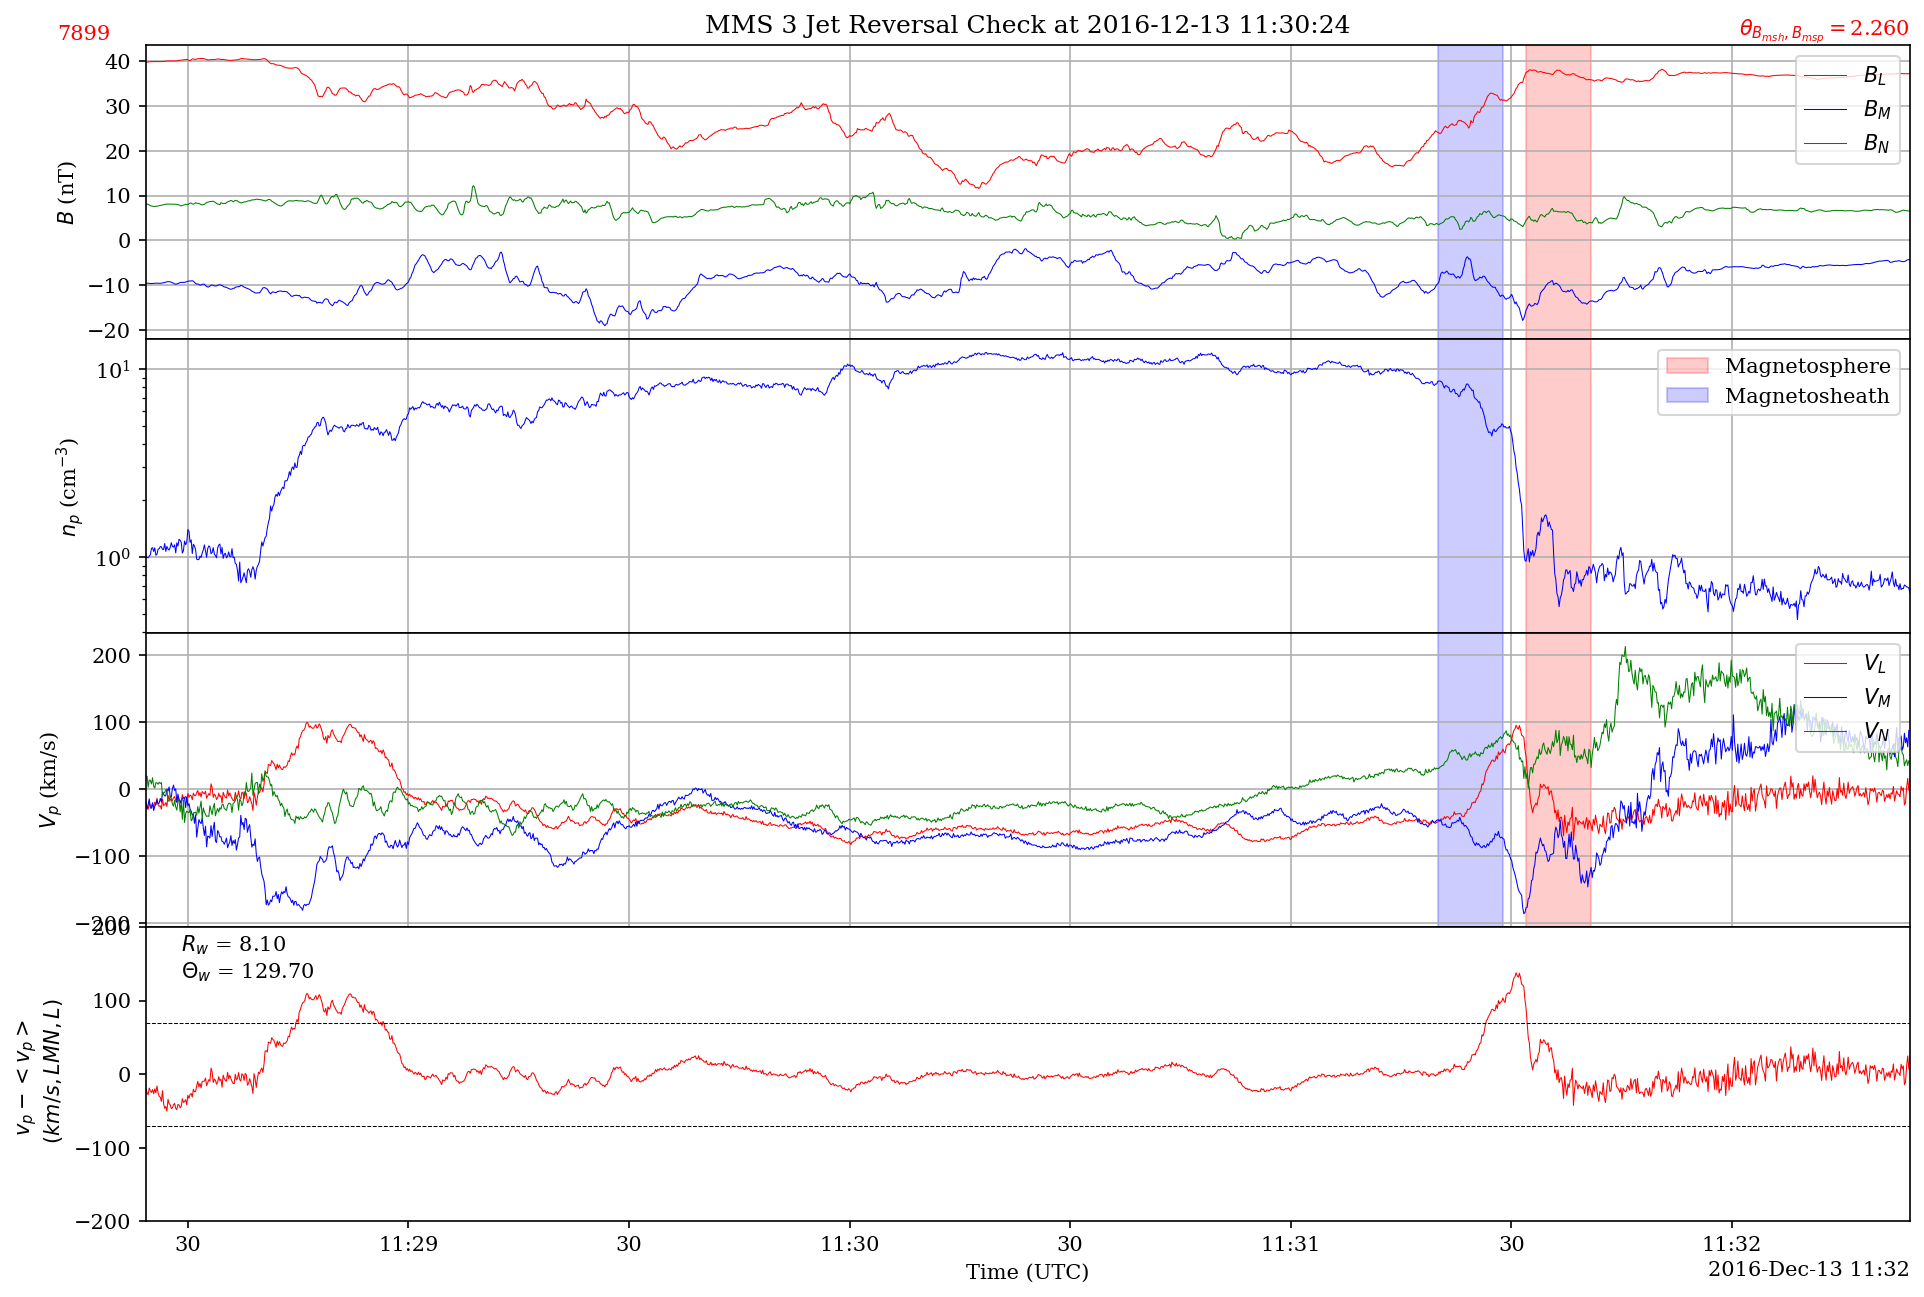 MMS 3 Jet Reversal Check at 2016-12-13 11:30:24
7899
θ_{B_{msh}, B_{msp}} = 2.260
40
30
20
10
0
−10
−20
B (nT)
B_L
B_M
B_N
10^1
10^0
n_p (cm^{−3})
Magnetosphere
Magnetosheath
200
100
0
−100
−200
V_p (km/s)
V_L
V_M
V_N
200
100
0
−100
−200
v_p − < v_p >
(km/s, LMN, L)
R_w = 8.10
Θ_w = 129.70
30 11:29 30 11:30 30 11:31 30 11:32
Time (UTC)
2016-Dec-13 11:32